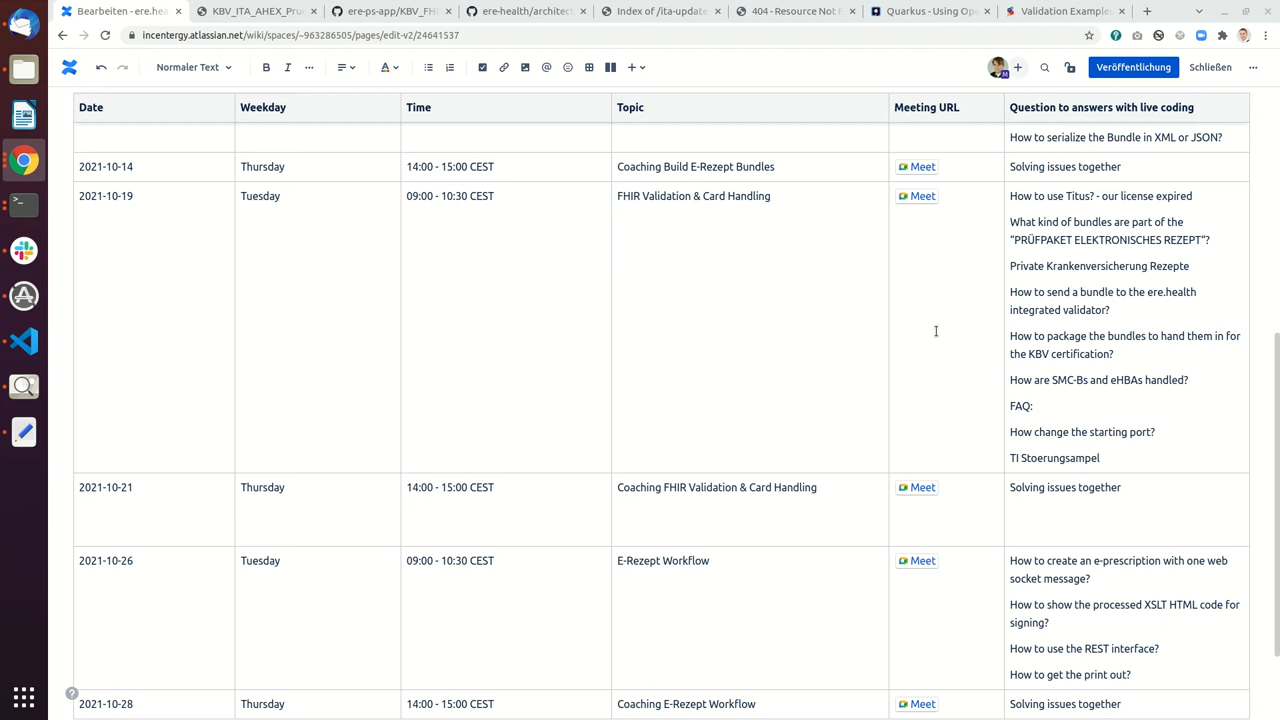 Bearbeiten - ere.hea
KBV_ITA_AHEX_Prue
ere-ps-app/KBV_FHI
ere-health/architect
Index of /ita-update
404 - Resource Not F
Quarkus - Using Ope
Validation Examples
incentergy.atlassian.net/wiki/spaces/~963286505/pages/edit-v2/24641537
Normaler Text
B I A
Veröffentlichung
Schließen
Date Weekday Time Topic Meeting URL Question to answers with live coding
How to serialize the Bundle in XML or JSON?
2021-10-14 Thursday 14:00 - 15:00 CEST Coaching Build E-Rezept Bundles Meet Solving issues together
2021-10-19 Tuesday 09:00 - 10:30 CEST FHIR Validation & Card Handling Meet How to use Titus? - our license expired
What kind of bundles are part of the
“PRÜFPAKET ELEKTRONISCHES REZEPT”?
Private Krankenversicherung Rezepte
How to send a bundle to the ere.health
integrated validator?
How to package the bundles to hand them in for
the KBV certification?
How are SMC-Bs and eHBAs handled?
FAQ:
How change the starting port?
TI Stoerungsampel
2021-10-21 Thursday 14:00 - 15:00 CEST Coaching FHIR Validation & Card Handling Meet Solving issues together
2021-10-26 Tuesday 09:00 - 10:30 CEST E-Rezept Workflow Meet How to create an e-prescription with one web
socket message?
How to show the processed XSLT HTML code for
signing?
How to use the REST interface?
How to get the print out?
2021-10-28 Thursday 14:00 - 15:00 CEST Coaching E-Rezept Workflow Meet Solving issues together